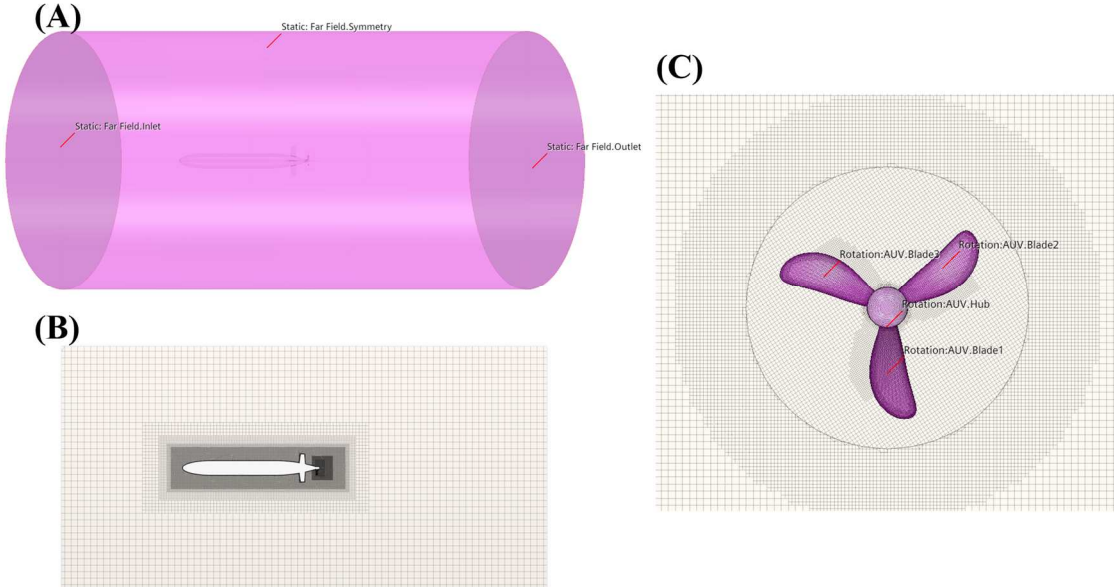 (A)
Static: Far Field.Symmetry
Static: Far Field.Inlet
Static: Far Field.Outlet
(B)
(C)
Rotation:AUV.Blade2
Rotation:AUV.Blade3
Rotation:AUV.Hub
Rotation:AUV.Blade1